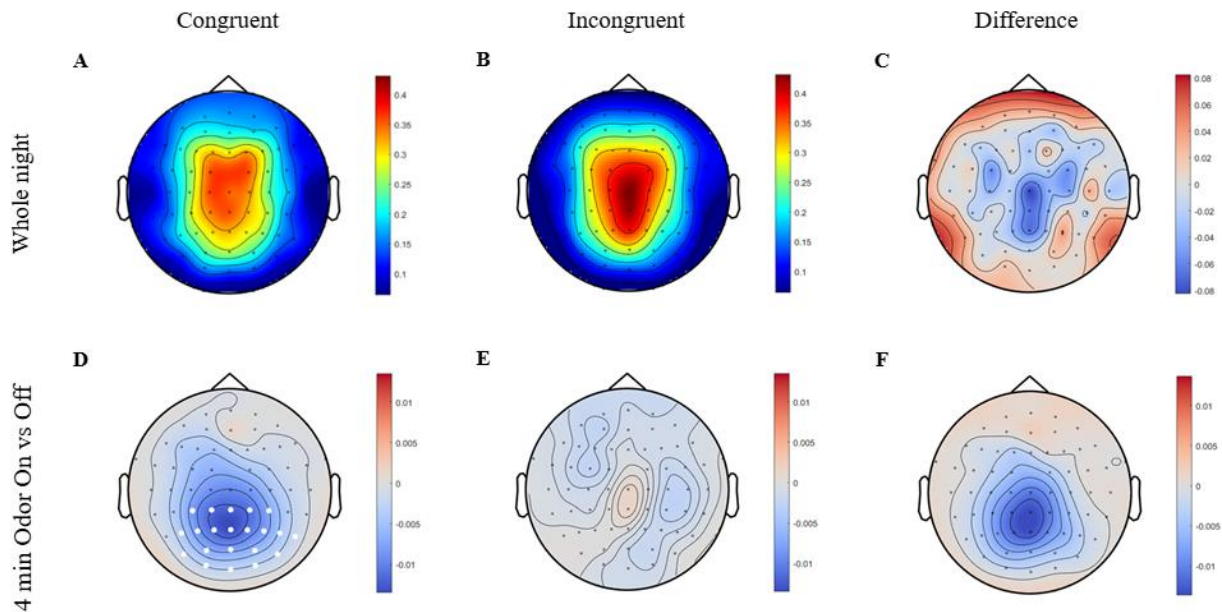 Congruent Incongruent Difference
A B C
Whole night
0.4 0.4 0.08
0.35 0.35 0.06
0.3 0.3 0.04
0.25 0.25 0.02
0.2 0.2 0
0.15 0.15 -0.02
0.1 0.1 -0.04
-0.06
-0.08
D E F
4 min Odor On vs Off
0.01 0.01 0.01
0.005 0.005 0.005
0 0 0
-0.005 -0.005 -0.005
-0.01 -0.01 -0.01